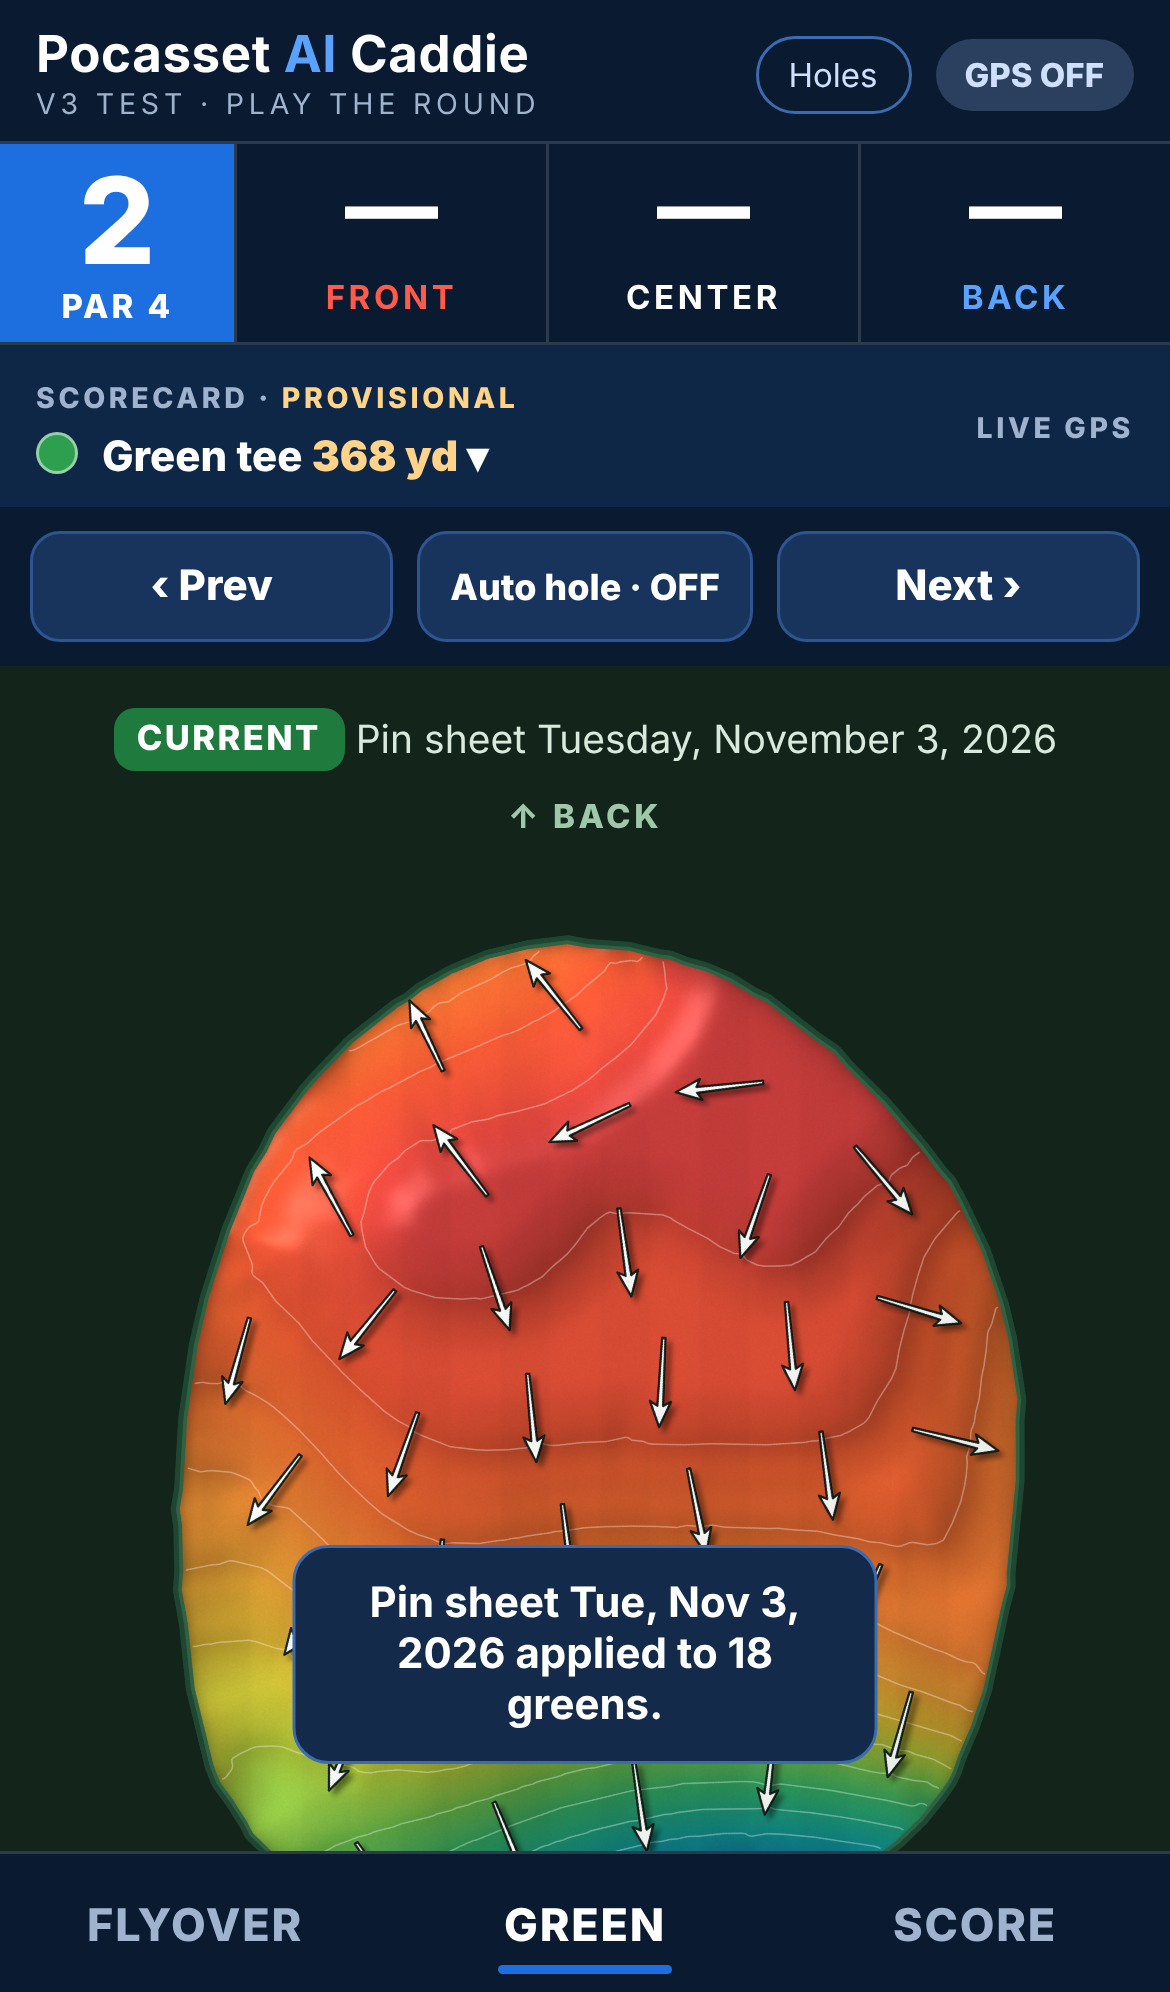 Pocasset AI Caddie
V3 TEST · PLAY THE ROUND
Holes
GPS OFF
2
PAR 4
—
FRONT
—
CENTER
—
BACK
SCORECARD · PROVISIONAL
Green tee 368 yd ▾
LIVE GPS
‹ Prev
Auto hole · OFF
Next ›
CURRENT Pin sheet Tuesday, November 3, 2026
↑ BACK
Pin sheet Tue, Nov 3,
2026 applied to 18
greens.
FLYOVER
GREEN
SCORE